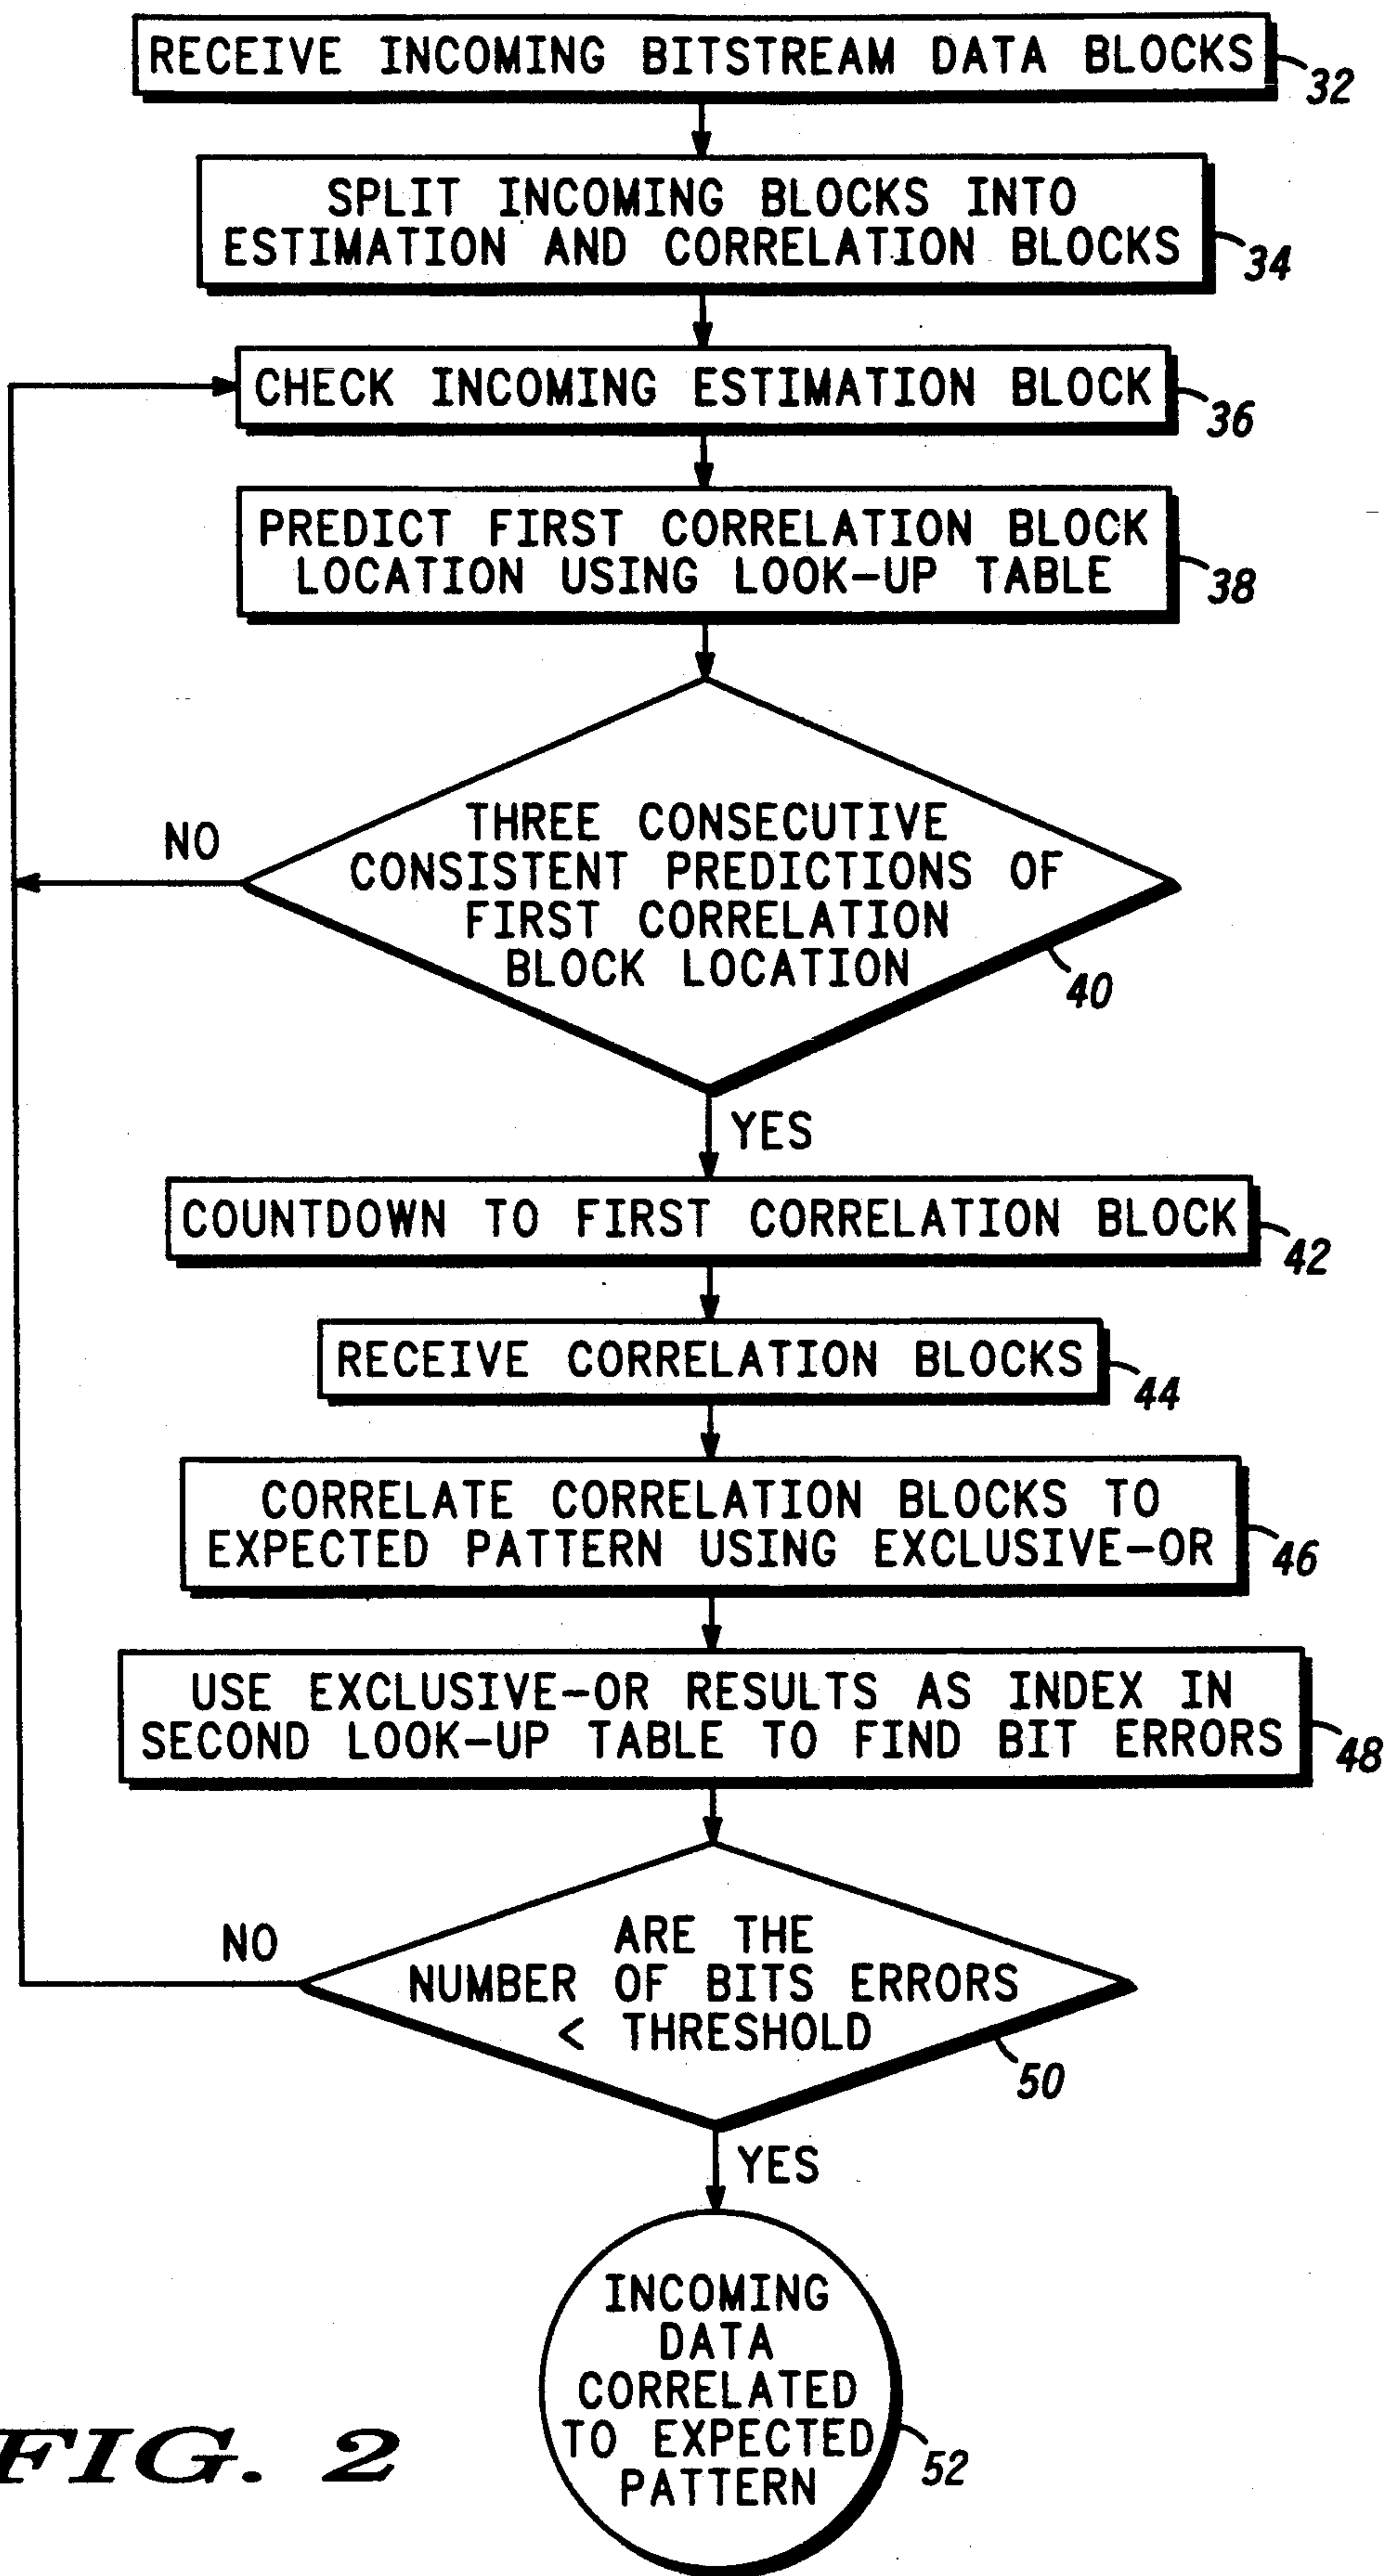 RECEIVE INCOMING BITSTREAM DATA BLOCKS
32
SPLIT INCOMING BLOCKS INTO
ESTIMATION AND CORRELATION BLOCKS
34
CHECK INCOMING ESTIMATION BLOCK
36
PREDICT FIRST CORRELATION BLOCK
LOCATION USING LOOK-UP TABLE
38
THREE CONSECUTIVE
CONSISTENT PREDICTIONS OF
FIRST CORRELATION
BLOCK LOCATION
40
NO
YES
COUNTDOWN TO FIRST CORRELATION BLOCK
42
RECEIVE CORRELATION BLOCKS
44
CORRELATE CORRELATION BLOCKS TO
EXPECTED PATTERN USING EXCLUSIVE-OR
46
USE EXCLUSIVE-OR RESULTS AS INDEX IN
SECOND LOOK-UP TABLE TO FIND BIT ERRORS
48
ARE THE
NUMBER OF BITS ERRORS
< THRESHOLD
50
NO
YES
INCOMING
DATA
CORRELATED
TO EXPECTED
PATTERN
52
FIG. 2